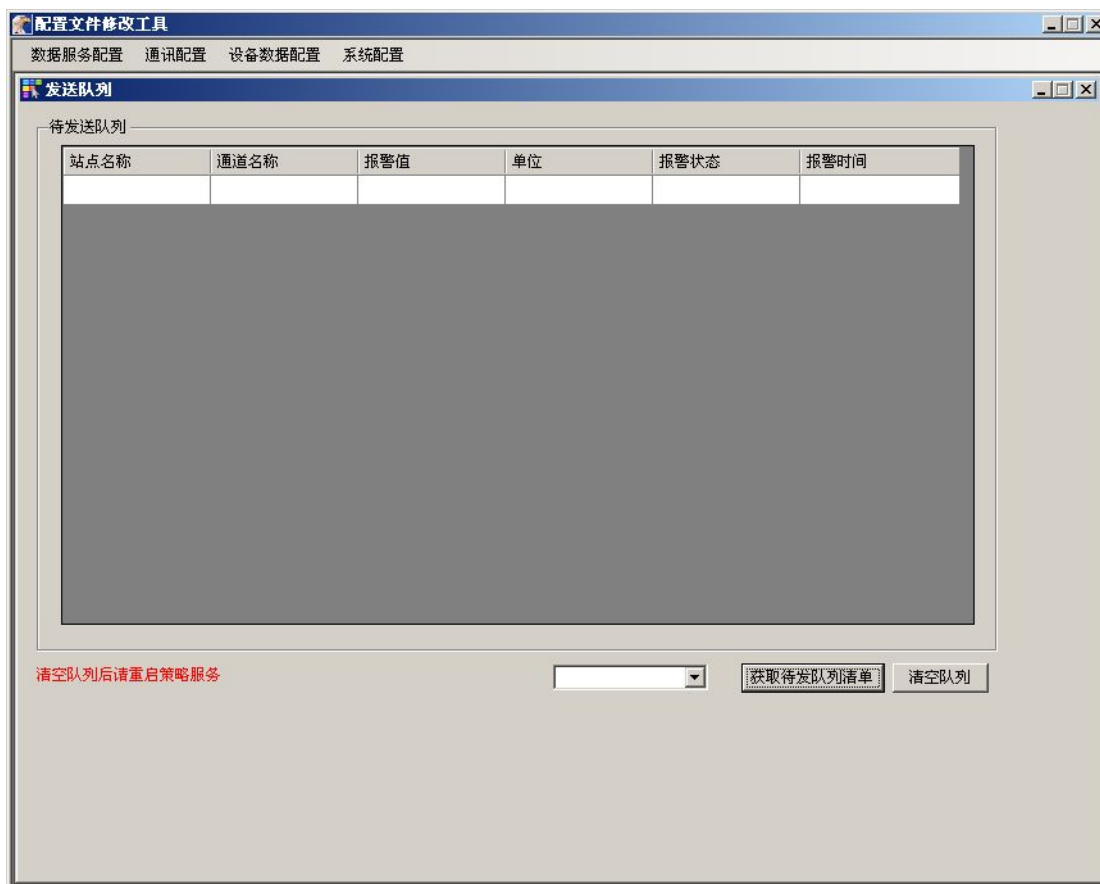 配置文件修改工具
数据服务配置 通讯配置 设备数据配置 系统配置
发送队列
待发送队列
站点名称 通道名称 报警值 单位 报警状态 报警时间
清空队列后请重启策略服务 获取待发队列清单 清空队列